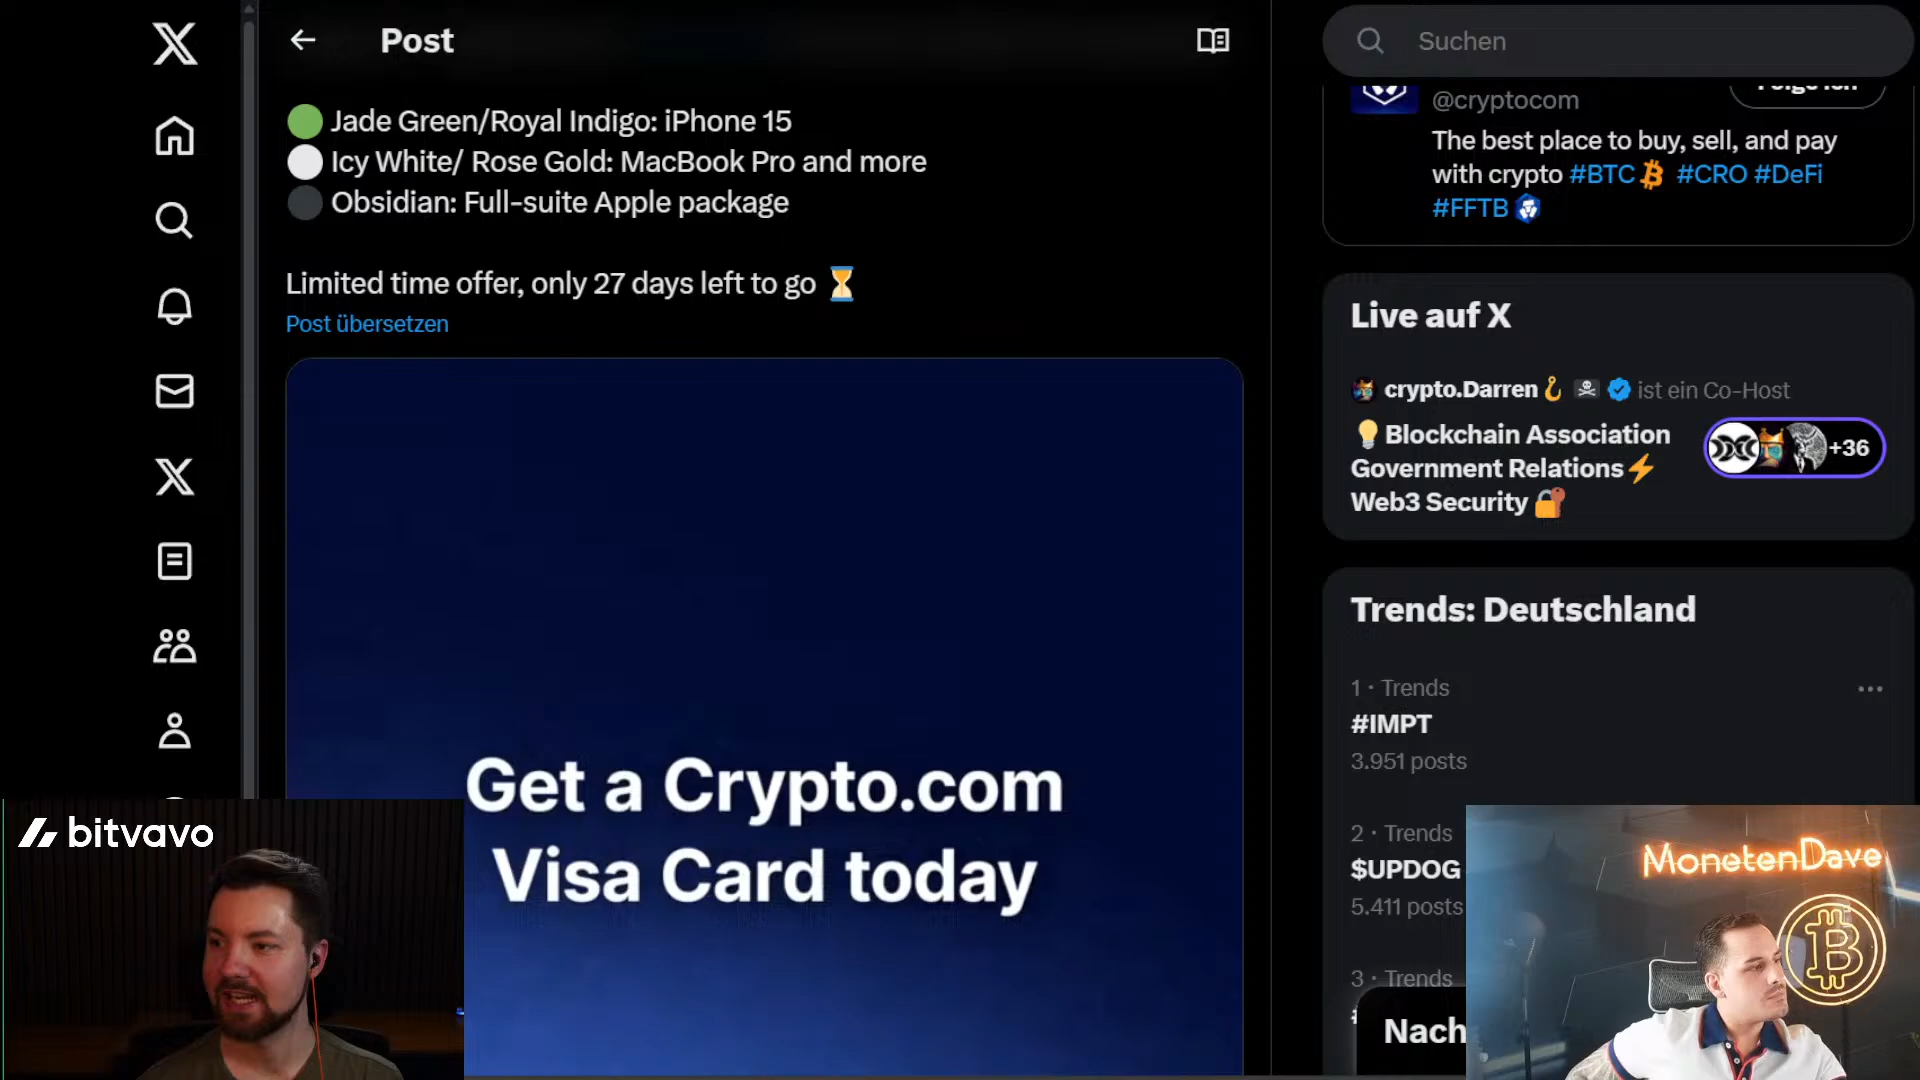 Post
Jade Green/Royal Indigo: iPhone 15
Icy White/ Rose Gold: MacBook Pro and more
Obsidian: Full-suite Apple package
Limited time offer, only 27 days left to go
Post übersetzen
Get a Crypto.com
Visa Card today
Suchen
@cryptocom
The best place to buy, sell, and pay
with crypto #BTC #CRO #DeFi
#FFTB
Live auf X
crypto.Darren ist ein Co-Host
Blockchain Association
Government Relations
Web3 Security
+36
Trends: Deutschland
1 · Trends
#IMPT
3.951 posts
2 · Trends
$UPDOG
5.411 posts
3 · Trends
Nach
bitvavo
MonetenDave